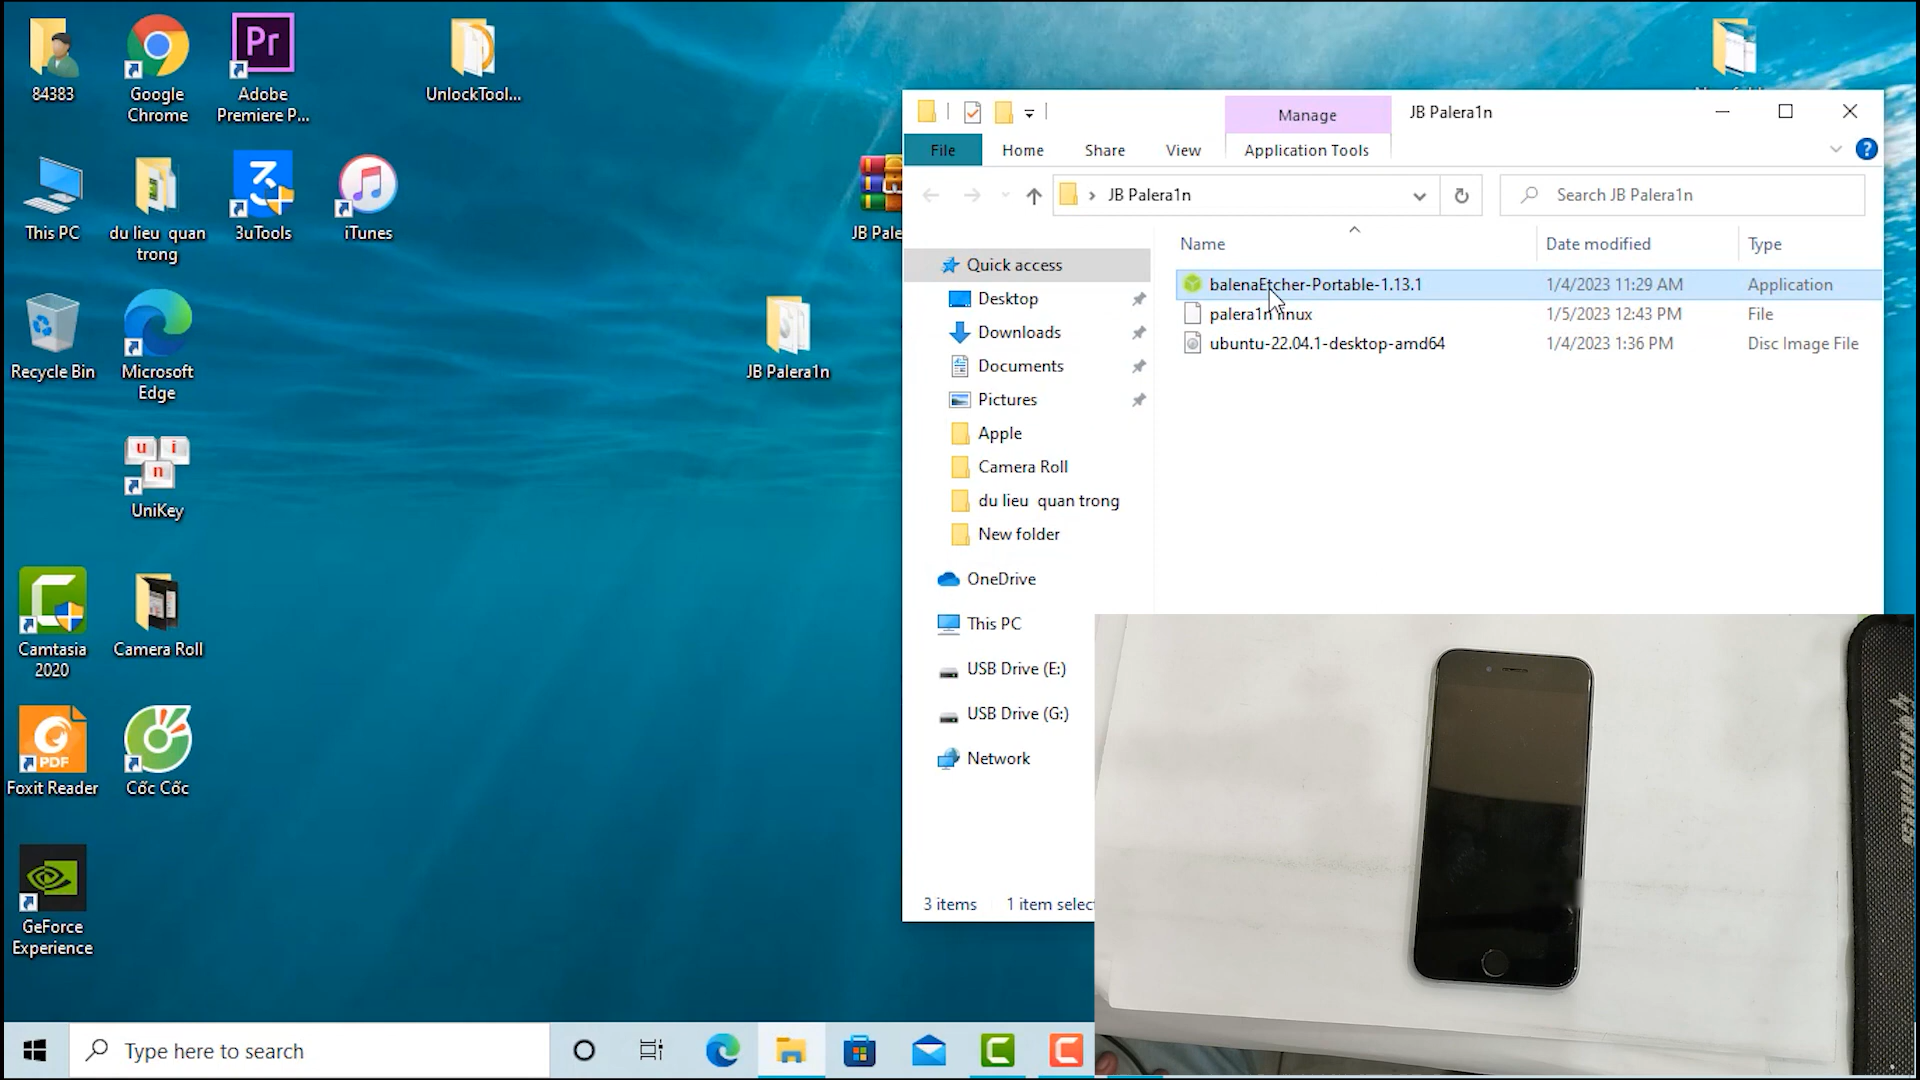 84383
Google
Chrome
Pr
Adobe
Premiere P...
UnlockTool...
This PC
du lieu quan
trong
3uTools
iTunes
JB Pale
Recycle Bin
Microsoft
Edge
JB Palera1n
u i
n
UniKey
Camtasia
2020
Camera Roll
PDF
Foxit Reader
Cốc Cốc
GeForce
Experience
Manage
JB Palera1n
File
Home
Share
View
Application Tools
?
JB Palera1n
Search JB Palera1n
Name
Date modified
Type
balenaEtcher-Portable-1.13.1
1/4/2023 11:29 AM
Application
1/5/2023 12:43 PM
File
ubuntu-22.04.1-desktop-amd64
1/4/2023 1:36 PM
Disc Image File
Quick access
Desktop
Downloads
Documents
Pictures
Apple
Camera Roll
du lieu quan trong
New folder
OneDrive
This PC
USB Drive (E:)
USB Drive (G:)
Network
3 items
1 item select
Type here to search